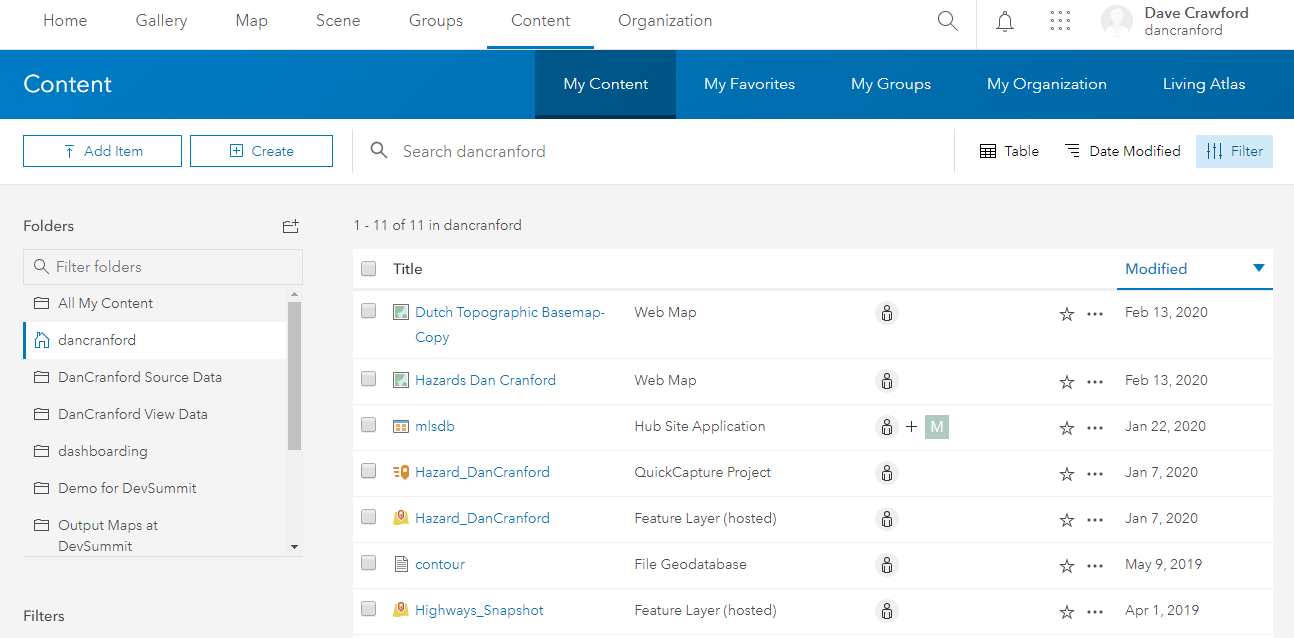 Home Gallery Map Scene Groups Content Organization Dave Crawford
dancranford
Content My Content My Favorites My Groups My Organization Living Atlas
Add Item Create Search dancranford Table Date Modified Filter
Folders
Filter folders
All My Content
dancranford
DanCranford Source Data
DanCranford View Data
dashboarding
Demo for DevSummit
Output Maps at
DevSummit
Filters
1 - 11 of 11 in dancranford
Title Modified
Dutch Topographic Basemap- Web Map Feb 13, 2020
Copy
Hazards Dan Cranford Web Map Feb 13, 2020
mlsdb Hub Site Application + M Jan 22, 2020
Hazard_DanCranford QuickCapture Project Jan 7, 2020
Hazard_DanCranford Feature Layer (hosted) Jan 7, 2020
contour File Geodatabase May 9, 2019
Highways_Snapshot Feature Layer (hosted) Apr 1, 2019